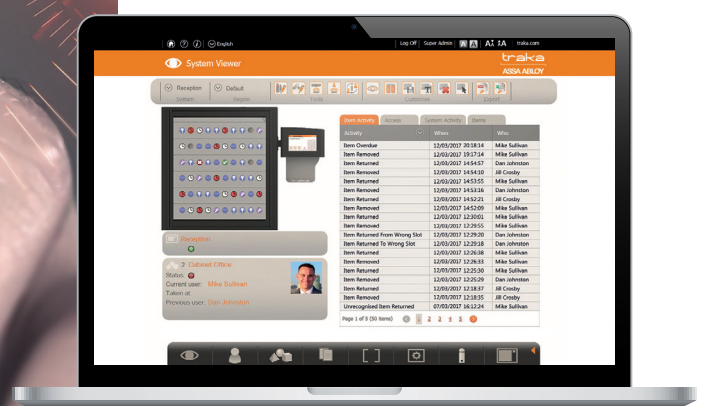 English
Log Off Super Admin A A A A traka.com
System Viewer
traka
ASSA ABLOY
Reception Default
System Region Tools Customise Export
Item Activity Access System Activity Items
Activity When Who
Item Overdue 12/03/2017 20:18:14 Mike Sullivan
Item Removed 12/03/2017 19:17:14 Mike Sullivan
Item Returned 12/03/2017 14:54:57 Dan Johnston
Item Removed 12/03/2017 14:54:10 Jill Crosby
Item Returned 12/03/2017 14:53:55 Mike Sullivan
Item Removed 12/03/2017 14:53:16 Dan Johnston
Item Returned 12/03/2017 14:52:21 Jill Crosby
Item Removed 12/03/2017 14:52:09 Mike Sullivan
Item Returned 12/03/2017 12:30:01 Mike Sullivan
Item Removed 12/03/2017 12:29:55 Mike Sullivan
Item Returned From Wrong Slot 12/03/2017 12:29:20 Dan Johnston
Item Returned To Wrong Slot 12/03/2017 12:29:18 Dan Johnston
Item Returned 12/03/2017 12:26:38 Mike Sullivan
Item Removed 12/03/2017 12:26:33 Mike Sullivan
Item Returned 12/03/2017 12:25:30 Mike Sullivan
Item Removed 12/03/2017 12:25:29 Dan Johnston
Item Returned 12/03/2017 12:18:37 Jill Crosby
Item Removed 12/03/2017 12:18:35 Jill Crosby
Unrecognised Item Returned 07/03/2017 16:12:24 Mike Sullivan
Page 1 of 5 (50 items) 1 2 3 4 5
Reception
2 Cabinet Office
Status:
Current user: Mike Sullivan
Taken at
Previous user: Dan Johnston